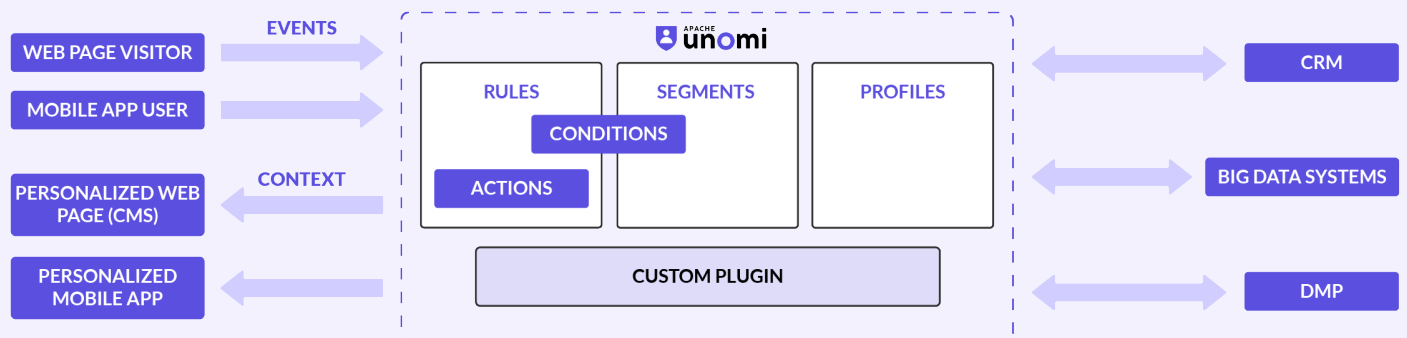 WEB PAGE VISITOR
MOBILE APP USER
PERSONALIZED WEB
PAGE (CMS)
PERSONALIZED
MOBILE APP
EVENTS
CONTEXT
APACHE
unomi
RULES
SEGMENTS
PROFILES
CONDITIONS
ACTIONS
CUSTOM PLUGIN
CRM
BIG DATA SYSTEMS
DMP